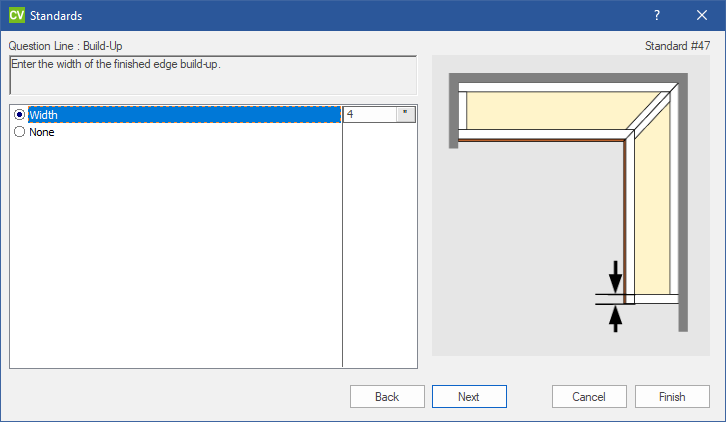 CV Standards ?
Question Line : Build-Up Standard #47
Enter the width of the finished edge build-up.
Width 4 "
None
Back Next Cancel Finish